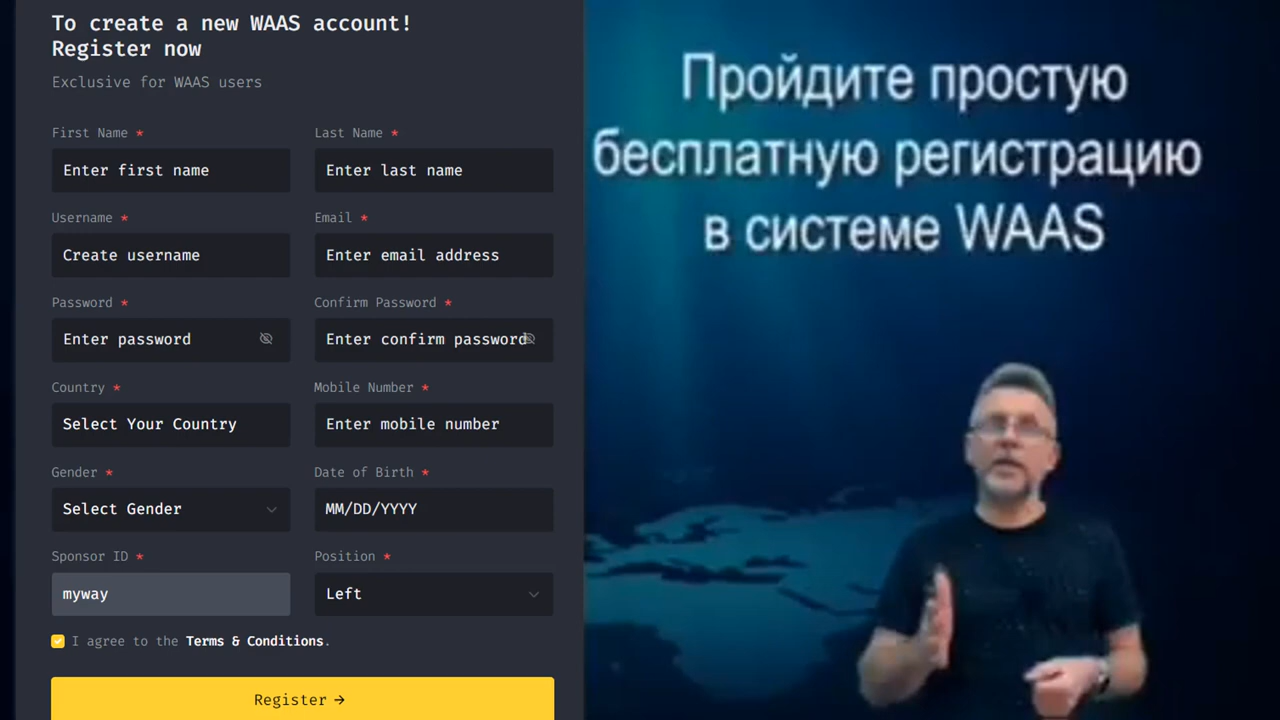 To create a new WAAS account!
Register now
Exclusive for WAAS users
First Name *
Last Name *
Enter first name
Enter last name
Username *
Email *
Create username
Enter email address
Password *
Confirm Password *
Enter password
Enter confirm password
Country *
Mobile Number *
Select Your Country
Enter mobile number
Gender *
Date of Birth *
Select Gender
MM/DD/YYYY
Sponsor ID *
Position *
myway
Left
I agree to the Terms & Conditions.
Register →
Пройдите простую
бесплатную регистрацию
в системе WAAS